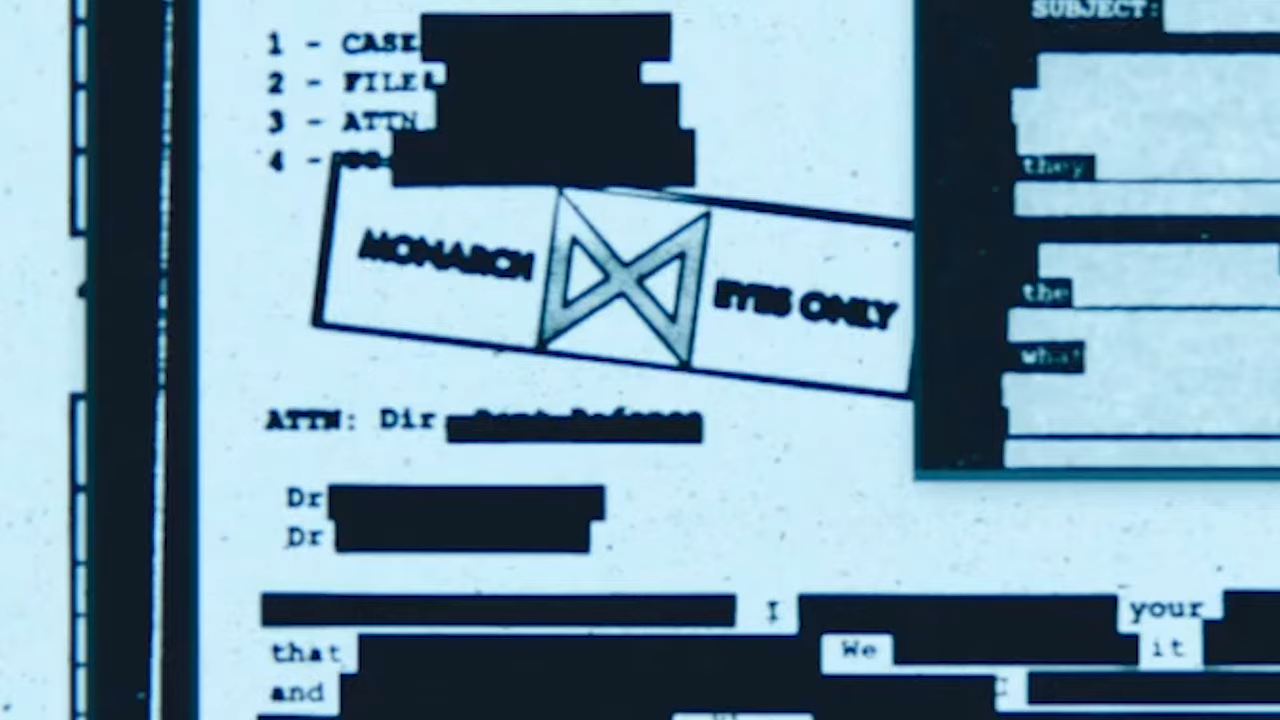 1 - CASE
2 - FILE
3 - ATTN
4 -
MONARCH EYES ONLY
ATTN: Dir
Dr
Dr
I your
that We it
and
SUBJECT:
they
the
what